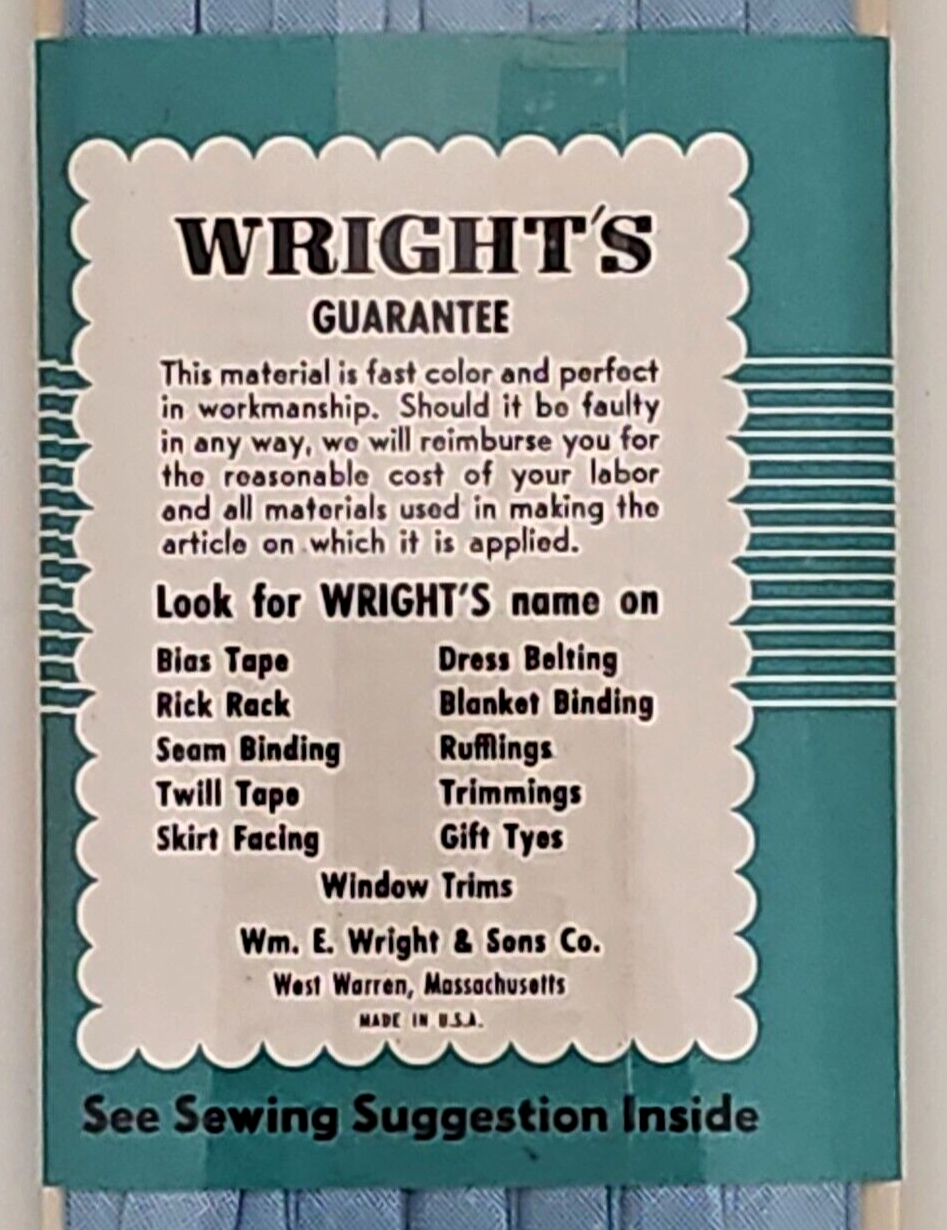 WRIGHT'S
GUARANTEE
This material is fast color and perfect
in workmanship. Should it be faulty
in any way, we will reimburse you for
the reasonable cost of your labor
and all materials used in making the
article on which it is applied.
Look for WRIGHT'S name on
Bias Tape
Rick Rack
Seam Binding
Twill Tape
Skirt Facing
Dress Belting
Blanket Binding
Rufflings
Trimmings
Gift Tyes
Window Trims
Wm. E. Wright & Sons Co.
West Warren, Massachusetts
MADE IN U.S.A.
See Sewing Suggestion Inside